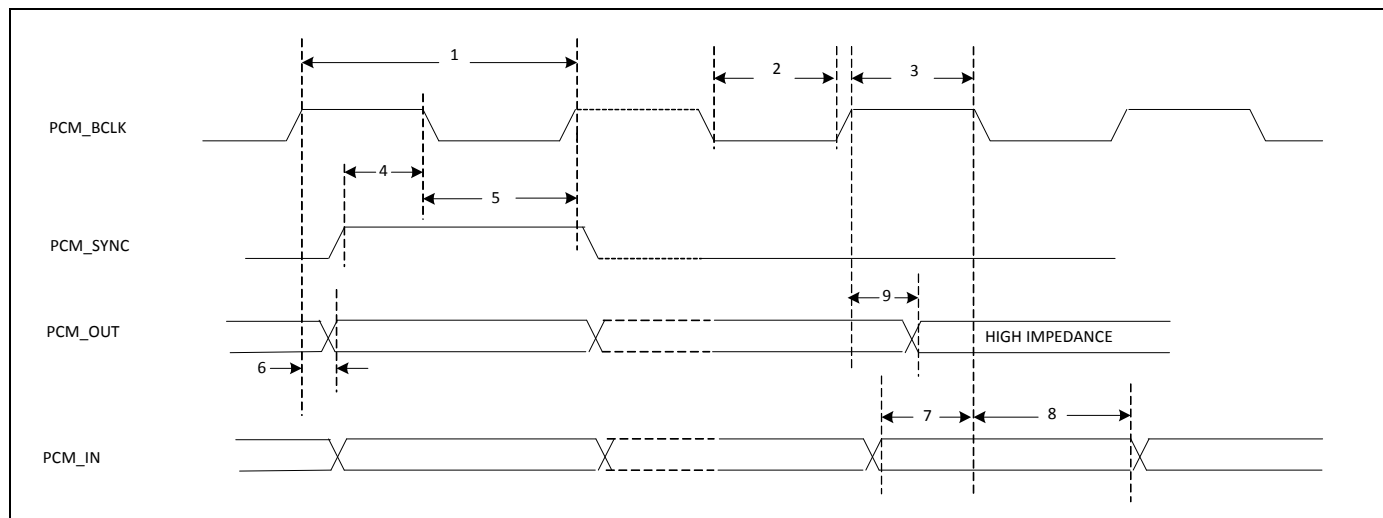 1
2
3
PCM_BCLK
4
5
PCM_SYNC
9
PCM_OUT
HIGH IMPEDANCE
6
7
8
PCM_IN